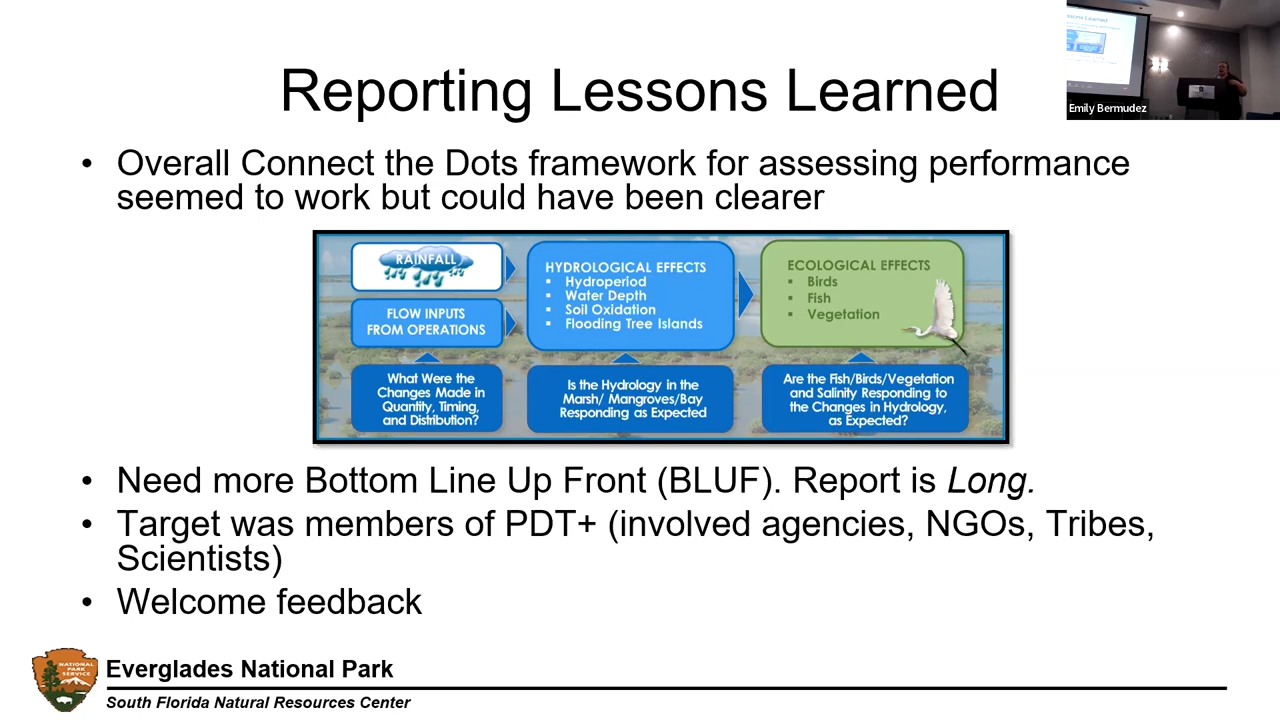 Reporting Lessons Learned
Emily Bermudez
• Overall Connect the Dots framework for assessing performance
seemed to work but could have been clearer
RAINFALL
FLOW INPUTS
FROM OPERATIONS
HYDROLOGICAL EFFECTS
▪ Hydroperiod
▪ Water Depth
▪ Soil Oxidation
▪ Flooding Tree Islands
ECOLOGICAL EFFECTS
▪ Birds
▪ Fish
▪ Vegetation
What Were the
Changes Made in
Quantity, Timing,
and Distribution?
Is the Hydrology in the
Marsh/ Mangroves/Bay
Responding as Expected
Are the Fish/Birds/Vegetation
and Salinity Responding to
the Changes in Hydrology,
as Expected?
• Need more Bottom Line Up Front (BLUF). Report is Long.
• Target was members of PDT+ (involved agencies, NGOs, Tribes,
Scientists)
• Welcome feedback
NATIONAL
PARK
SERVICE
Everglades National Park
South Florida Natural Resources Center